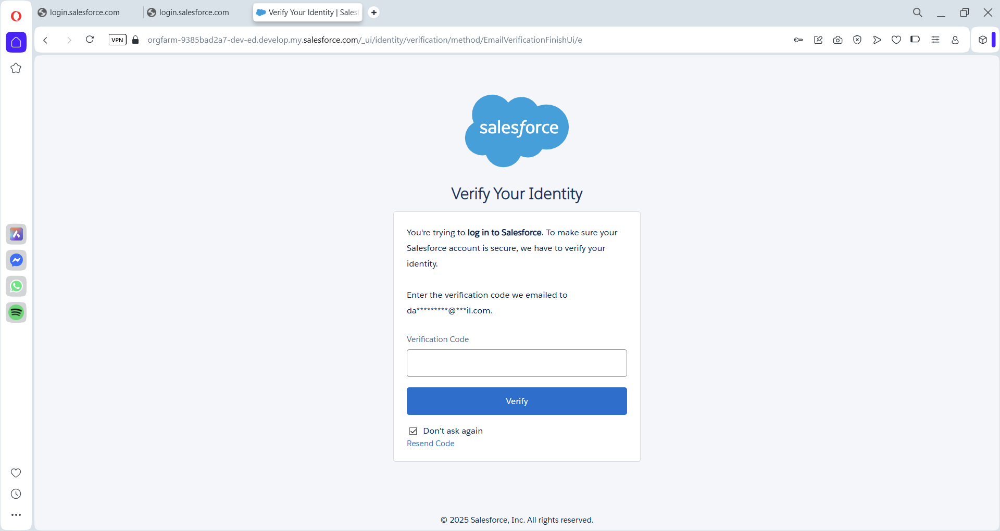 login.salesforce.com
login.salesforce.com
Verify Your Identity | Sales
VPN
orgfarm-9385bad2a7-dev-ed.develop.my.salesforce.com/_ui/identity/verification/method/EmailVerificationFinishUi/e
salesforce
Verify Your Identity
You're trying to log in to Salesforce. To make sure your
Salesforce account is secure, we have to verify your
identity.
Enter the verification code we emailed to
da*********@***il.com.
Verification Code
Verify
Don't ask again
Resend Code
© 2025 Salesforce, Inc. All rights reserved.